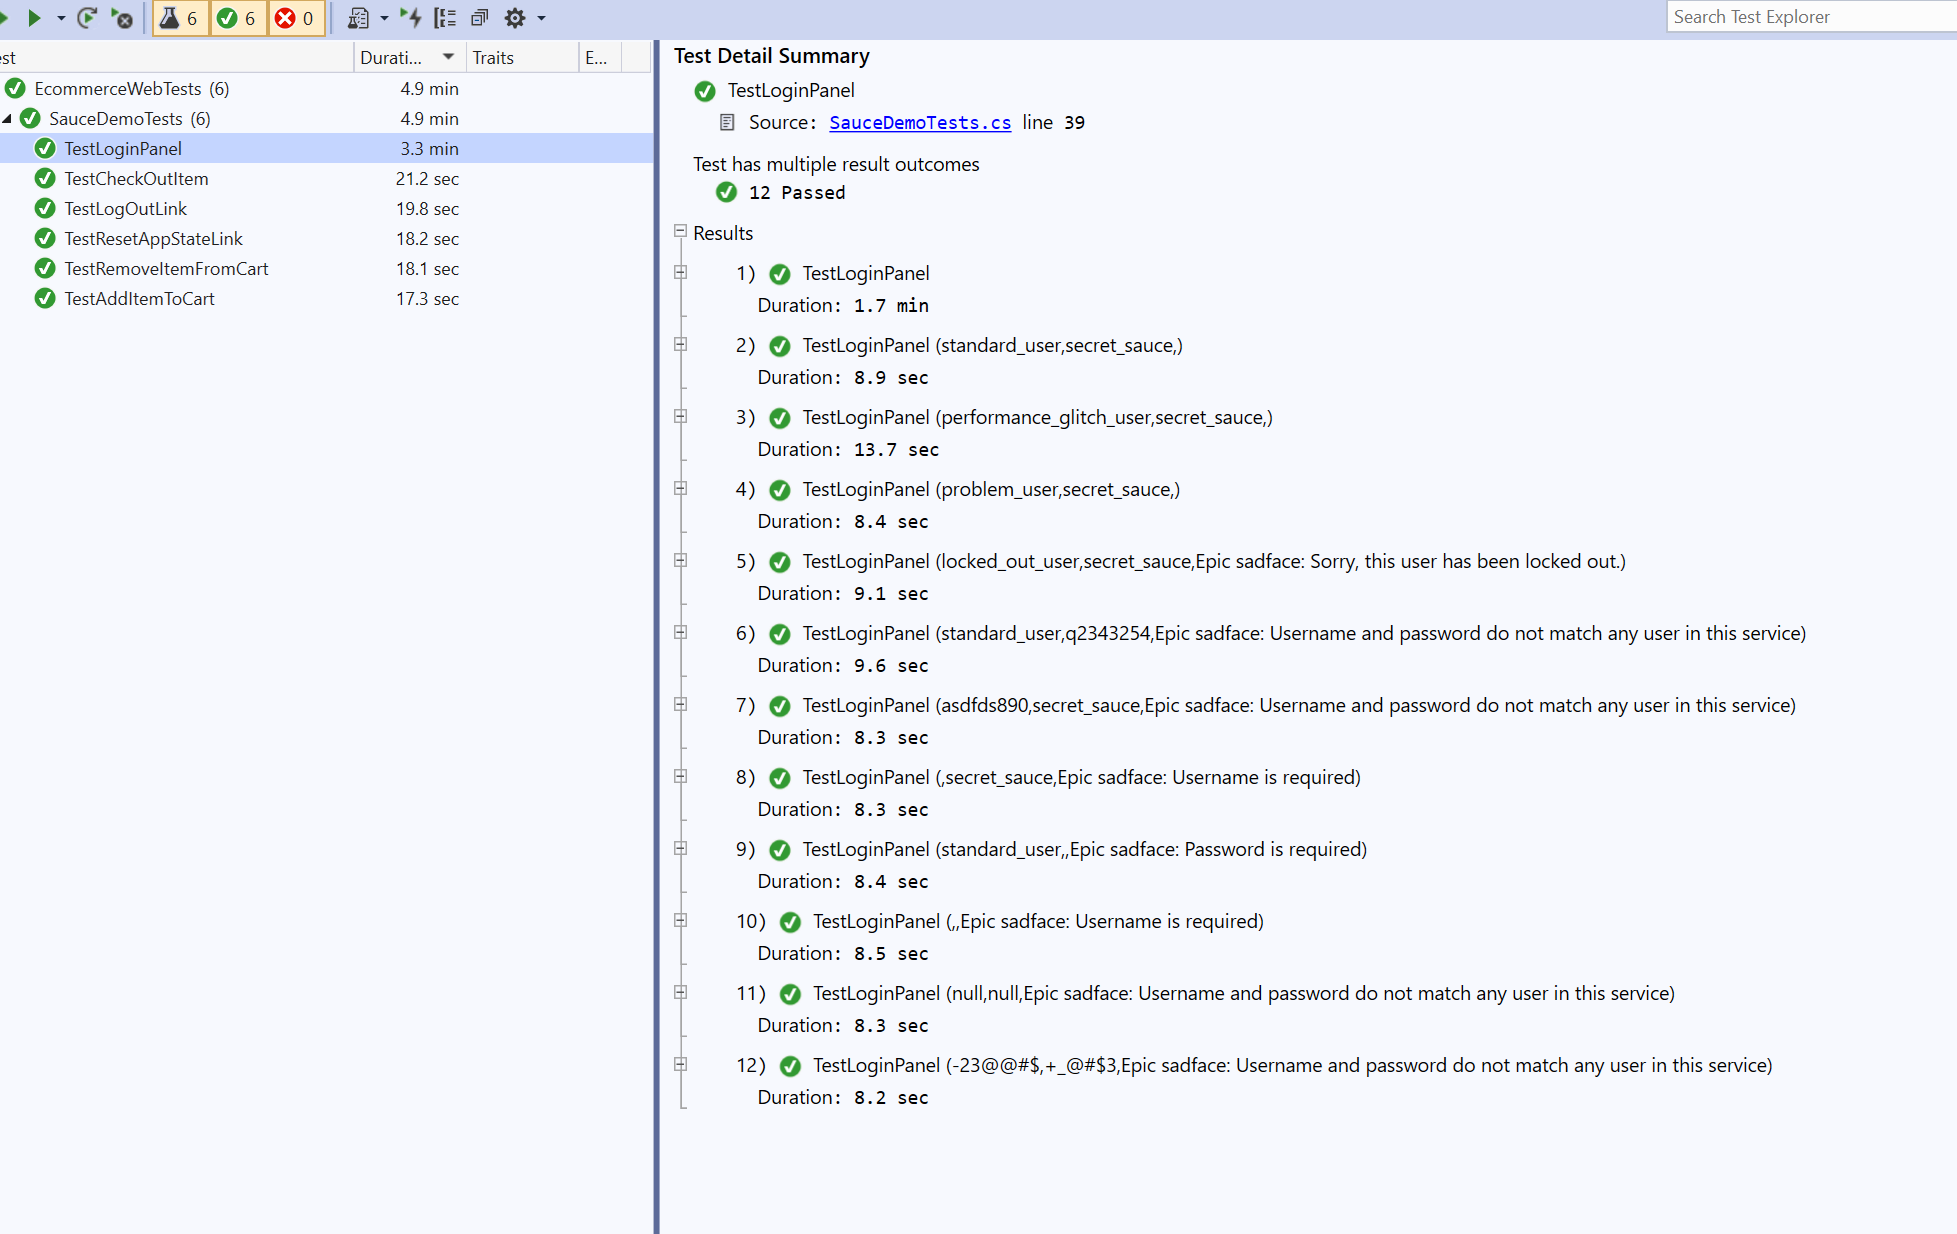 6 6 0
Search Test Explorer
est Durati... Traits E...
EcommerceWebTests (6) 4.9 min
SauceDemoTests (6) 4.9 min
TestLoginPanel 3.3 min
TestCheckOutItem 21.2 sec
TestLogOutLink 19.8 sec
TestResetAppStateLink 18.2 sec
TestRemoveItemFromCart 18.1 sec
TestAddItemToCart 17.3 sec
Test Detail Summary
TestLoginPanel
Source: SauceDemoTests.cs line 39
Test has multiple result outcomes
12 Passed
Results
1) TestLoginPanel
Duration: 1.7 min
2) TestLoginPanel (standard_user,secret_sauce,)
Duration: 8.9 sec
3) TestLoginPanel (performance_glitch_user,secret_sauce,)
Duration: 13.7 sec
4) TestLoginPanel (problem_user,secret_sauce,)
Duration: 8.4 sec
5) TestLoginPanel (locked_out_user,secret_sauce,Epic sadface: Sorry, this user has been locked out.)
Duration: 9.1 sec
6) TestLoginPanel (standard_user,q2343254,Epic sadface: Username and password do not match any user in this service)
Duration: 9.6 sec
7) TestLoginPanel (asdfds890,secret_sauce,Epic sadface: Username and password do not match any user in this service)
Duration: 8.3 sec
8) TestLoginPanel (,secret_sauce,Epic sadface: Username is required)
Duration: 8.3 sec
9) TestLoginPanel (standard_user,,Epic sadface: Password is required)
Duration: 8.4 sec
10) TestLoginPanel (,,Epic sadface: Username is required)
Duration: 8.5 sec
11) TestLoginPanel (null,null,Epic sadface: Username and password do not match any user in this service)
Duration: 8.3 sec
12) TestLoginPanel (-23@@#$,+_@#$3,Epic sadface: Username and password do not match any user in this service)
Duration: 8.2 sec